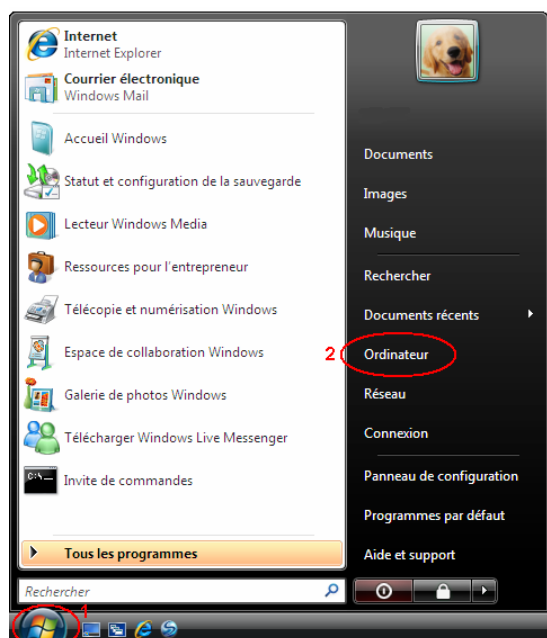 Internet
Internet Explorer
Courrier électronique
Windows Mail
Accueil Windows
Statut et configuration de la sauvegarde
Lecteur Windows Media
Ressources pour l'entrepreneur
Télécopie et numérisation Windows
Espace de collaboration Windows
Galerie de photos Windows
Télécharger Windows Live Messenger
C:\
Invite de commandes
Tous les programmes
Rechercher
1
Documents
Images
Musique
Rechercher
Documents récents
2 Ordinateur
Réseau
Connexion
Panneau de configuration
Programmes par défaut
Aide et support